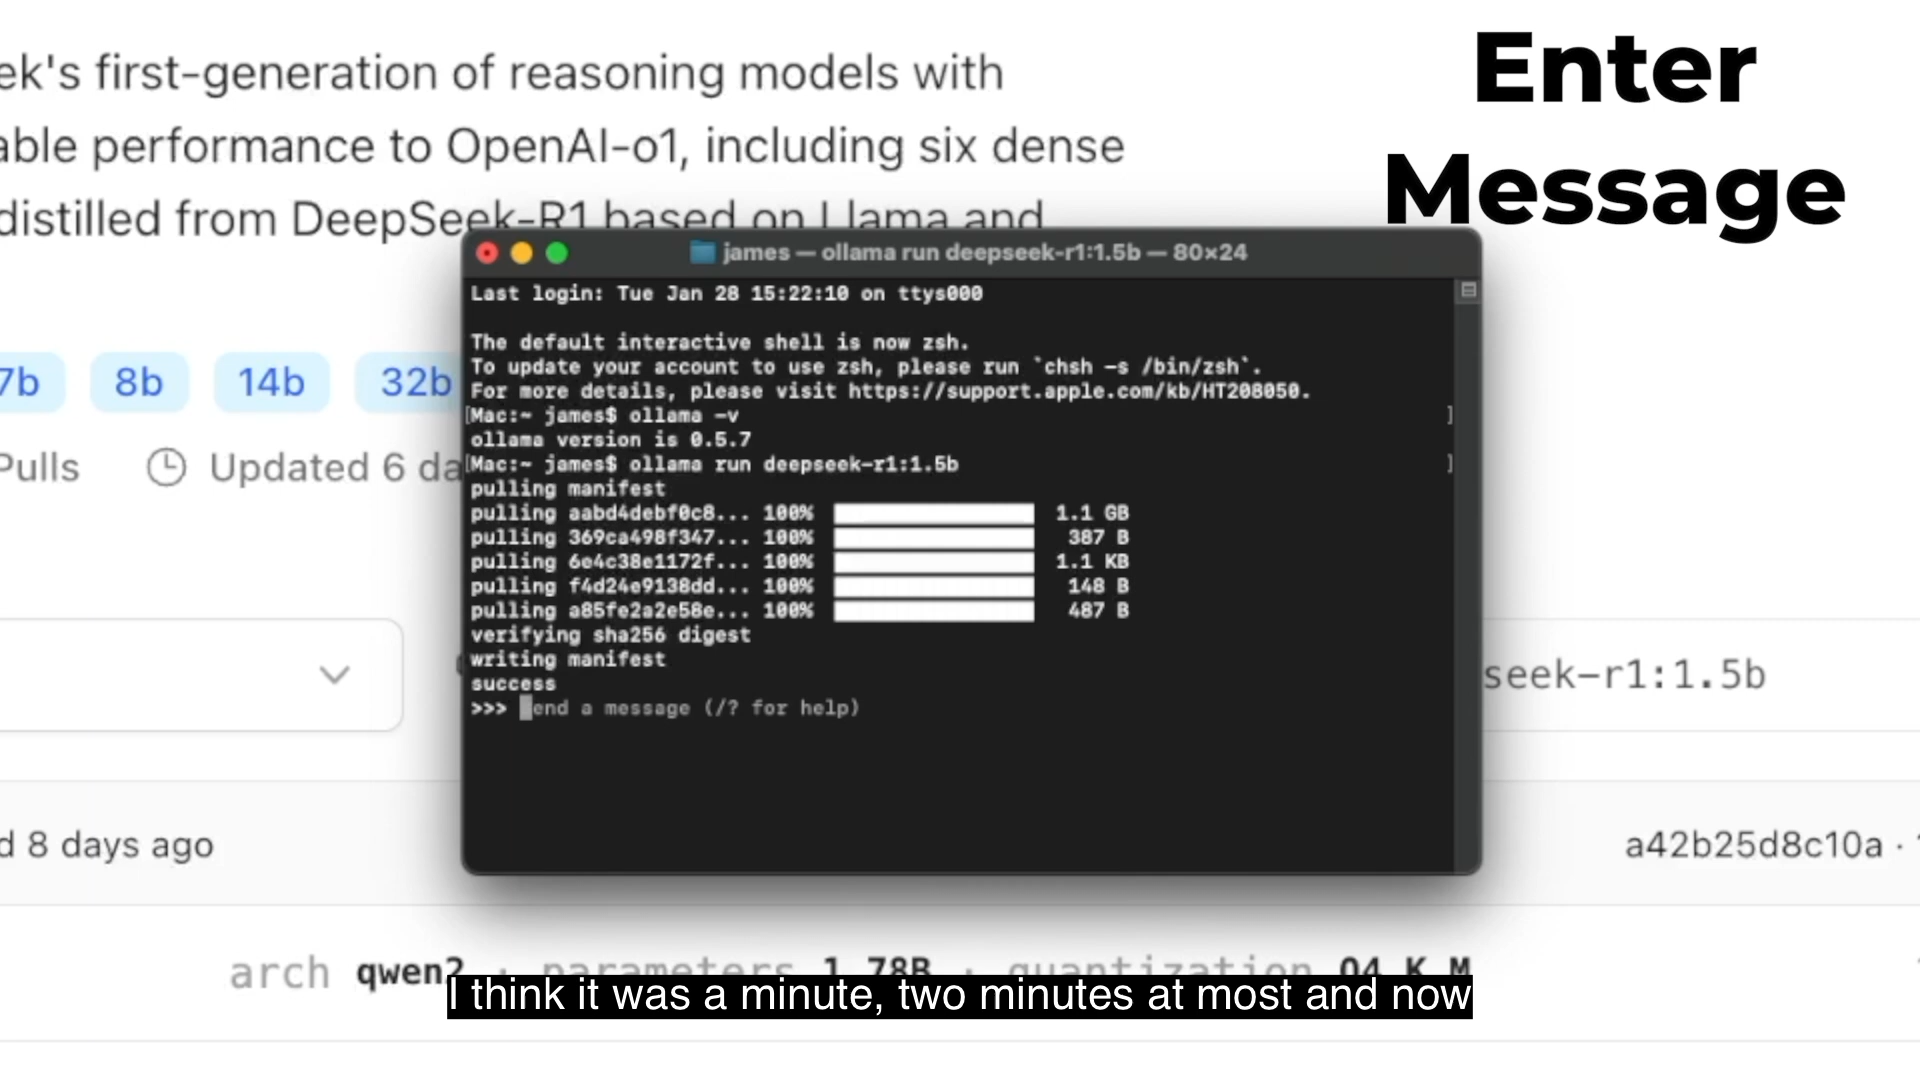 Enter
Message
ek's first-generation of reasoning models with
able performance to OpenAI-o1, including six dense
distilled from DeepSeek-R1 based on Llama and
7b 8b 14b 32b
Pulls Updated 6 da
james — ollama run deepseek-r1:1.5b — 80×24
Last login: Tue Jan 28 15:22:10 on ttys000
The default interactive shell is now zsh.
To update your account to use zsh, please run `chsh -s /bin/zsh`.
For more details, please visit https://support.apple.com/kb/HT208050.
[Mac:~ james$ ollama -v ]
ollama version is 0.5.7
[Mac:~ james$ ollama run deepseek-r1:1.5b ]
pulling manifest
pulling aabd4debf0c8... 100% 1.1 GB
pulling 369ca498f347... 100% 387 B
pulling 6e4c38e1172f... 100% 1.1 KB
pulling f4d24e9138dd... 100% 148 B
pulling a85fe2a2e58e... 100% 487 B
verifying sha256 digest
writing manifest
success
>>> end a message (/? for help)
seek-r1:1.5b
d 8 days ago
a42b25d8c10a ·
arch qwen2 · parameters 1.78B · quantization Q4_K_M
I think it was a minute, two minutes at most and now